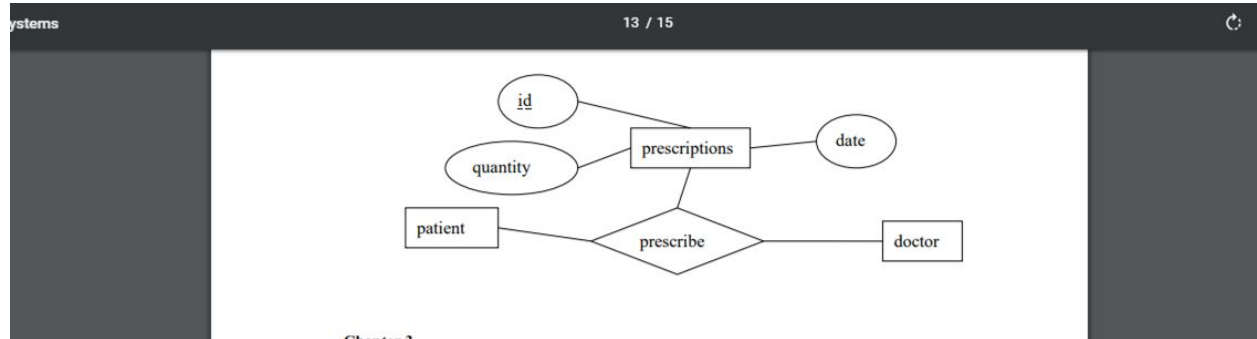 ystems
13 / 15
id
prescriptions
date
quantity
patient
prescribe
doctor